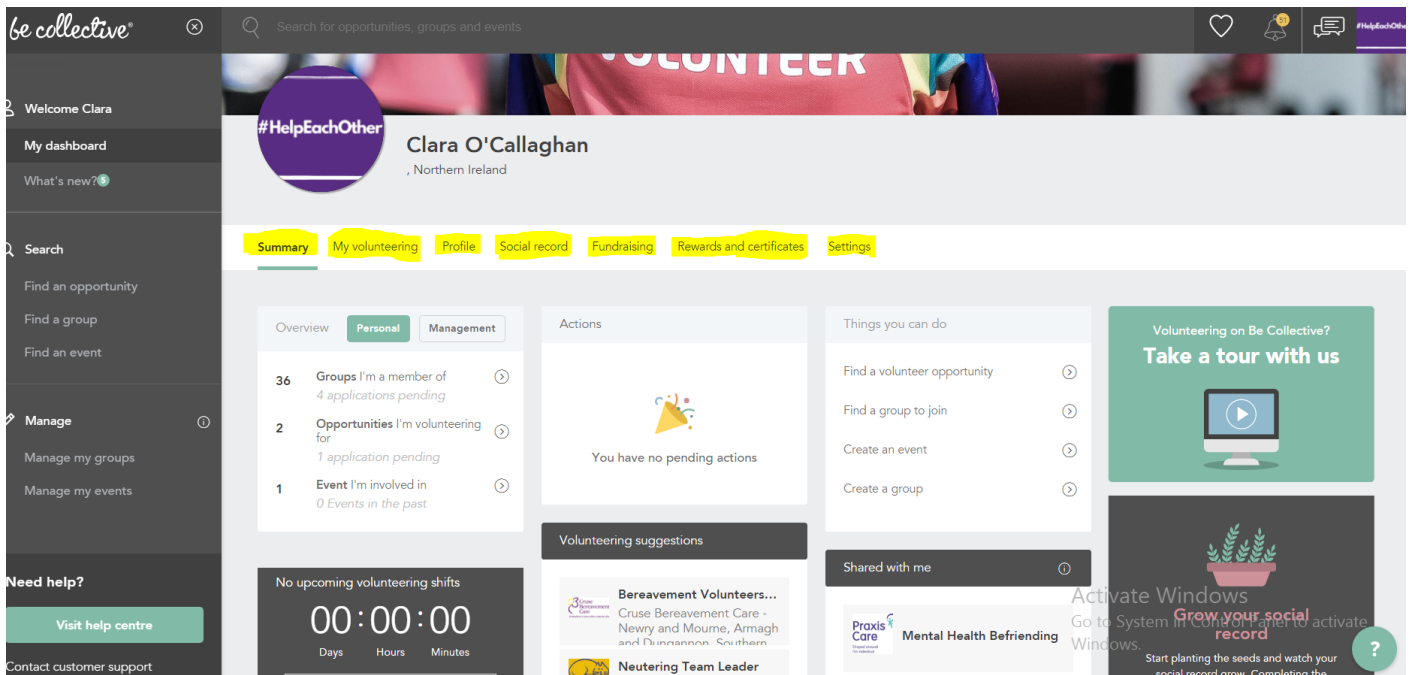 be collective®
Search for opportunities, groups and events
51
#HelpEachOther
Welcome Clara
My dashboard
What's new? 5
Search
Find an opportunity
Find a group
Find an event
Manage
Manage my groups
Manage my events
Need help?
Visit help centre
Contact customer support
VOLUNTEER
#HelpEachOther
Clara O'Callaghan
, Northern Ireland
Summary My volunteering Profile Social record Fundraising Rewards and certificates Settings
Overview Personal Management
36 Groups I'm a member of
4 applications pending
2 Opportunities I'm volunteering
for
1 application pending
1 Event I'm involved in
0 Events in the past
No upcoming volunteering shifts
00 : 00 : 00
Days Hours Minutes
Actions
You have no pending actions
Volunteering suggestions
Cruse
Bereavement
Care
Bereavement Volunteers...
Cruse Bereavement Care -
Newry and Mourne, Armagh
and Dungannon, Southern
Neutering Team Leader
Things you can do
Find a volunteer opportunity
Find a group to join
Create an event
Create a group
Shared with me
Praxis
Care
Mental Health Befriending
Volunteering on Be Collective?
Take a tour with us
Grow your social
record
Start planting the seeds and watch your
social record grow. Completing the
Activate Windows
Go to System in Control Panel to activate
Windows.
?